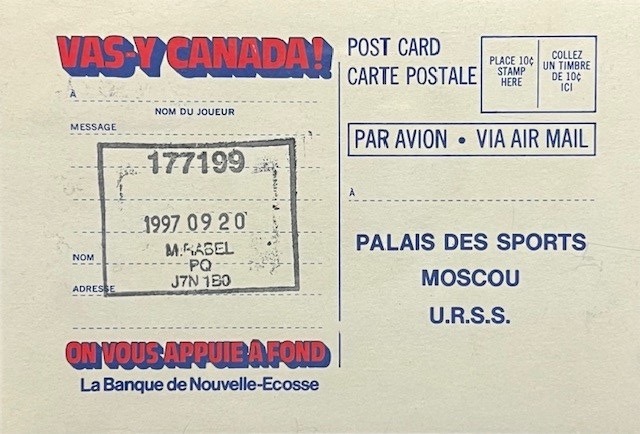 VAS-Y CANADA!
À
NOM DU JOUEUR
MESSAGE
177199
1997 09 20
MIRABEL
PQ
J7N 1B0
NOM
ADRESSE
ON VOUS APPUIE À FOND
La Banque de Nouvelle-Ecosse
POST CARD
CARTE POSTALE
PLACE 10¢
STAMP
HERE
COLLEZ
UN TIMBRE
DE 10¢
ICI
PAR AVION • VIA AIR MAIL
À
PALAIS DES SPORTS
MOSCOU
U.R.S.S.